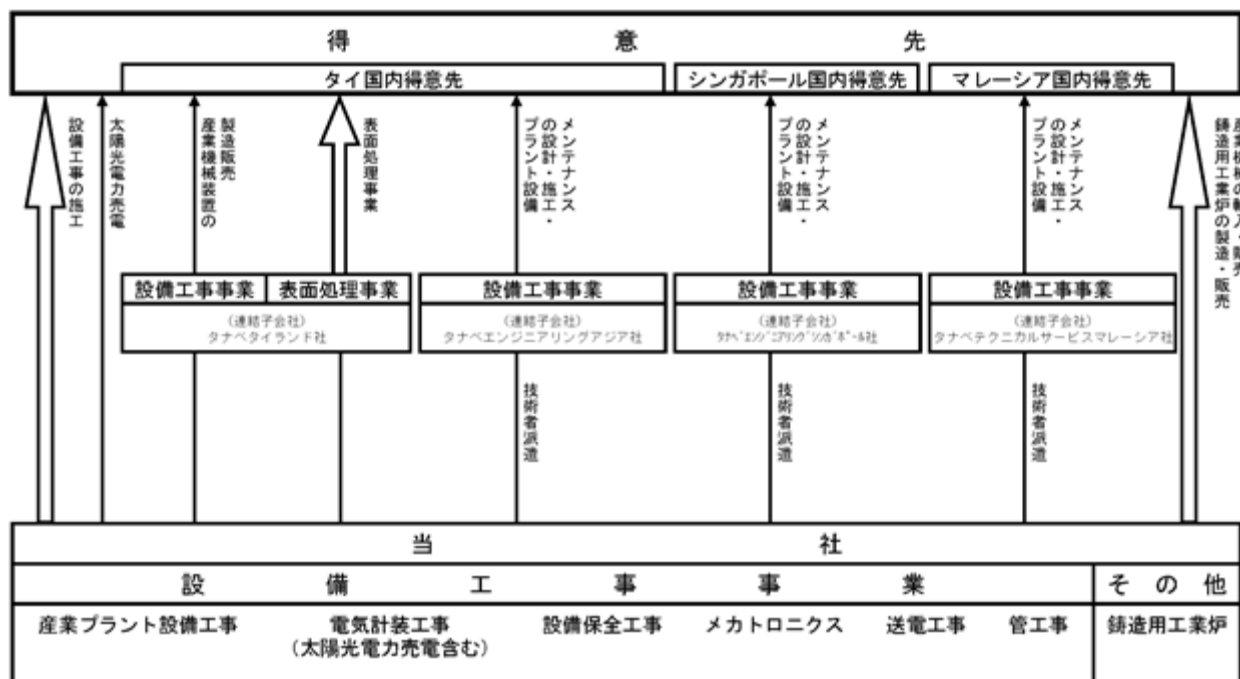 得意先
タイ国内得意先
シンガポール国内得意先
マレーシア国内得意先
設備工事の施工
太陽光電力売電
産業機械装置の
製造販売
表面処理事業
プラント設備
の設計・施工・
メンテナンス
プラント設備
の設計・施工・
メンテナンス
プラント設備
の設計・施工・
メンテナンス
産業機械の輸入・販売
鋳造用工業炉の製造・販売
設備工事事業
表面処理事業
(連結子会社)
タナベタイランド社
設備工事事業
(連結子会社)
タナベエンジニアリングアジア社
設備工事事業
(連結子会社)
タナベエンジニアリングシンガポール社
設備工事事業
(連結子会社)
タナベテクニカルサービスマレーシア社
技術者派遣
技術者派遣
技術者派遣
当社
設備工事事業
その他
産業プラント設備工事
電気計装工事
(太陽光電力売電含む)
設備保全工事
メカトロニクス
送電工事
管工事
鋳造用工業炉